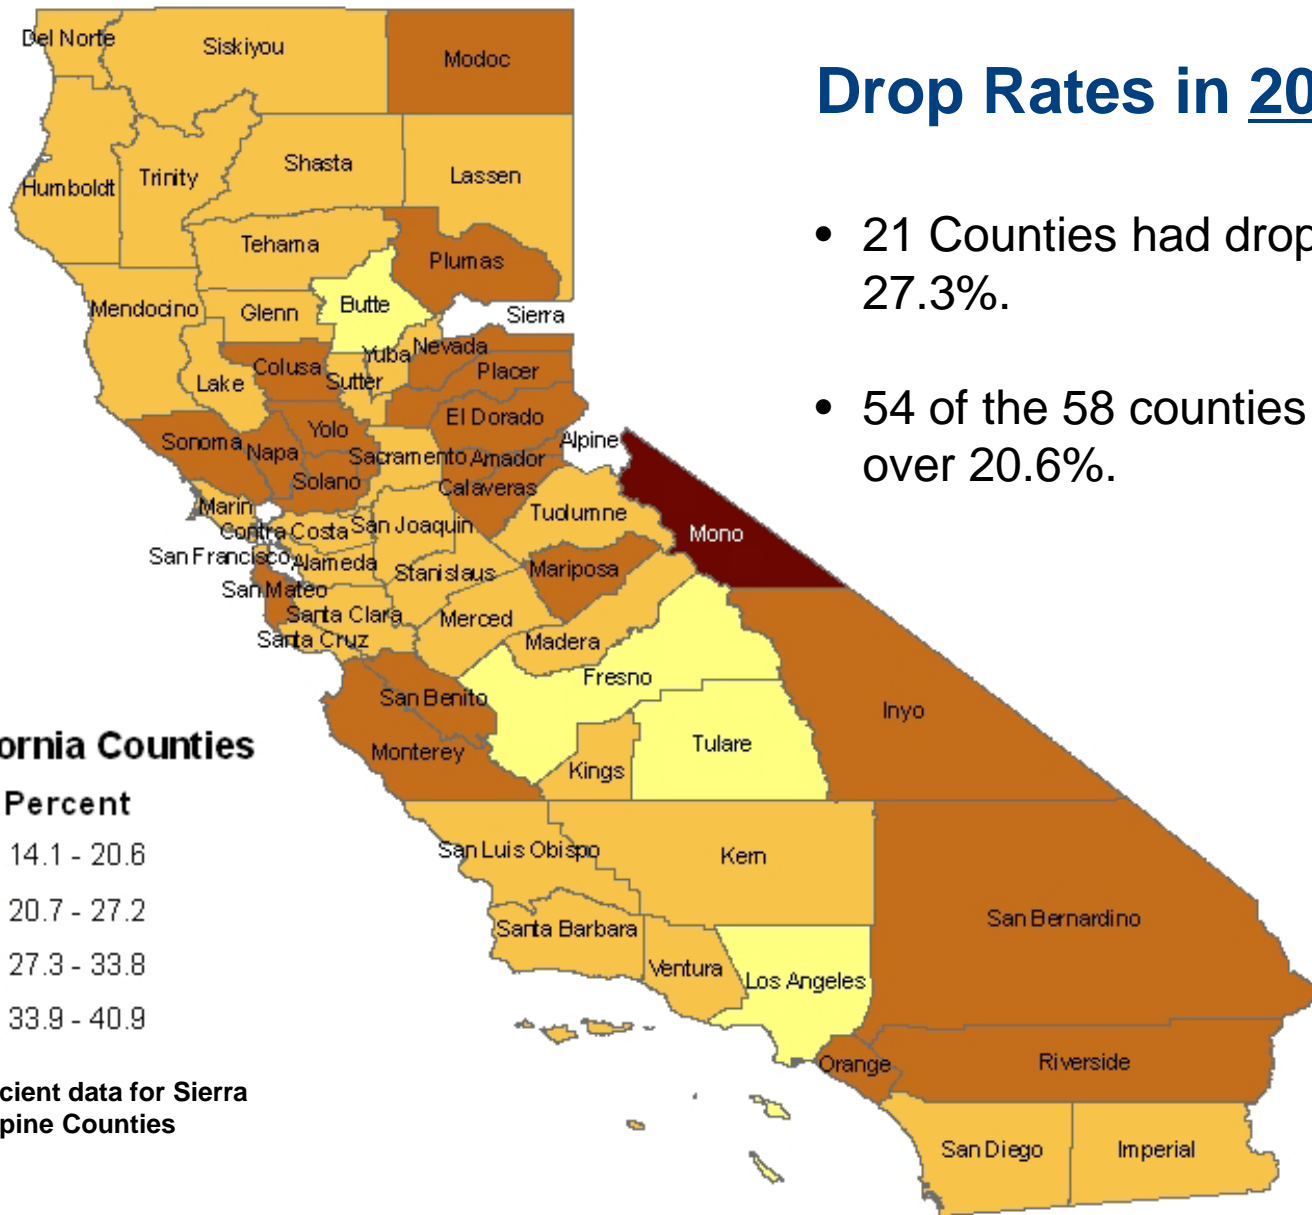 Drop Rates in 20
• 21 Counties had drop
27.3%.
• 54 of the 58 counties
over 20.6%.
Del Norte
Siskiyou
Modoc
Humboldt
Trinity
Shasta
Lassen
Tehama
Plumas
Mendocino
Glenn
Butte
Sierra
Lake
Colusa
Sutter
Yuba
Nevada
Placer
Sonoma
Napa
Yolo
El Dorado
Alpine
Solano
Sacramento
Amador
Calaveras
Marin
Contra Costa
San Joaquin
Tuolumne
Mono
San Francisco
Alameda
Stanislaus
Mariposa
San Mateo
Santa Clara
Merced
Santa Cruz
Madera
Fresno
San Benito
Inyo
Monterey
Kings
Tulare
San Luis Obispo
Kern
San Bernardino
Santa Barbara
Ventura
Los Angeles
Orange
Riverside
San Diego
Imperial
ornia Counties
Percent
14.1 - 20.6
20.7 - 27.2
27.3 - 33.8
33.9 - 40.9
cient data for Sierra
pine Counties